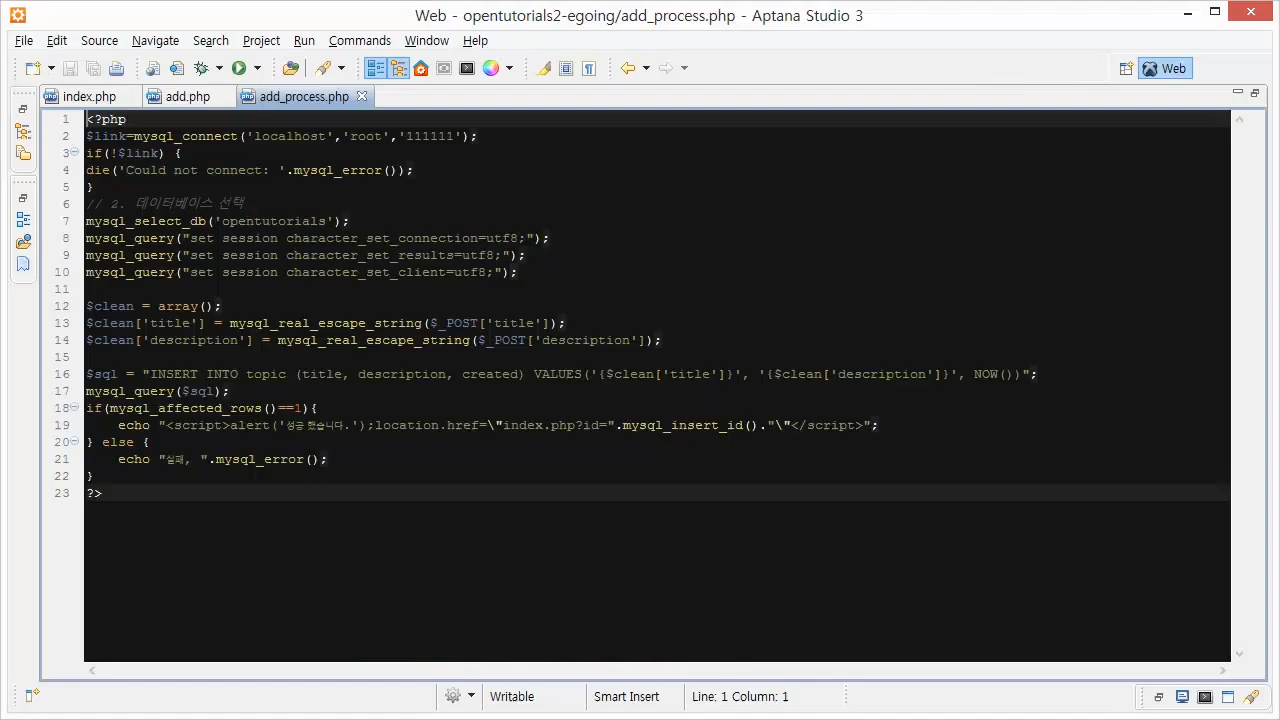 Web - opentutorials2-egoing/add_process.php - Aptana Studio 3
File Edit Source Navigate Search Project Run Commands Window Help
Web
index.php add.php add_process.php
1 <?php
2 $link=mysql_connect('localhost','root','111111');
3 if(!$link) {
4 die('Could not connect: '.mysql_error());
5 }
6 // 2. 데이터베이스 선택
7 mysql_select_db('opentutorials');
8 mysql_query("set session character_set_connection=utf8;");
9 mysql_query("set session character_set_results=utf8;");
10 mysql_query("set session character_set_client=utf8;");
11
12 $clean = array();
13 $clean['title'] = mysql_real_escape_string($_POST['title']);
14 $clean['description'] = mysql_real_escape_string($_POST['description']);
15
16 $sql = "INSERT INTO topic (title, description, created) VALUES('{$clean['title']}', '{$clean['description']}', NOW())";
17 mysql_query($sql);
18 if(mysql_affected_rows()==1){
19 echo "<script>alert('성공했습니다.');location.href=\"index.php?id=".mysql_insert_id()."\"</script>";
20 } else {
21 echo "실패, ".mysql_error();
22 }
23 ?>
Writable Smart Insert Line: 1 Column: 1